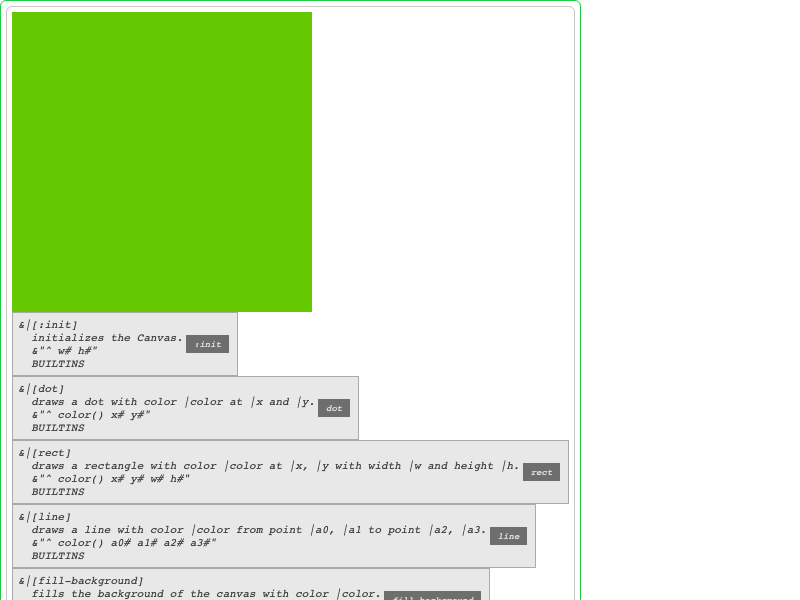 &|[:init]
initializes the Canvas.
&"^ w# h#"
BUILTINS
:init
&|[dot]
draws a dot with color |color at |x and |y.
&"^ color() x# y#"
BUILTINS
dot
&|[rect]
draws a rectangle with color |color at |x, |y with width |w and height |h.
&"^ color() x# y# w# h#"
BUILTINS
rect
&|[line]
draws a line with color |color from point |a0, |a1 to point |a2, |a3.
&"^ color() a0# a1# a2# a3#"
BUILTINS
line
&|[fill-background]
fills the background of the canvas with color |color.
fill-background